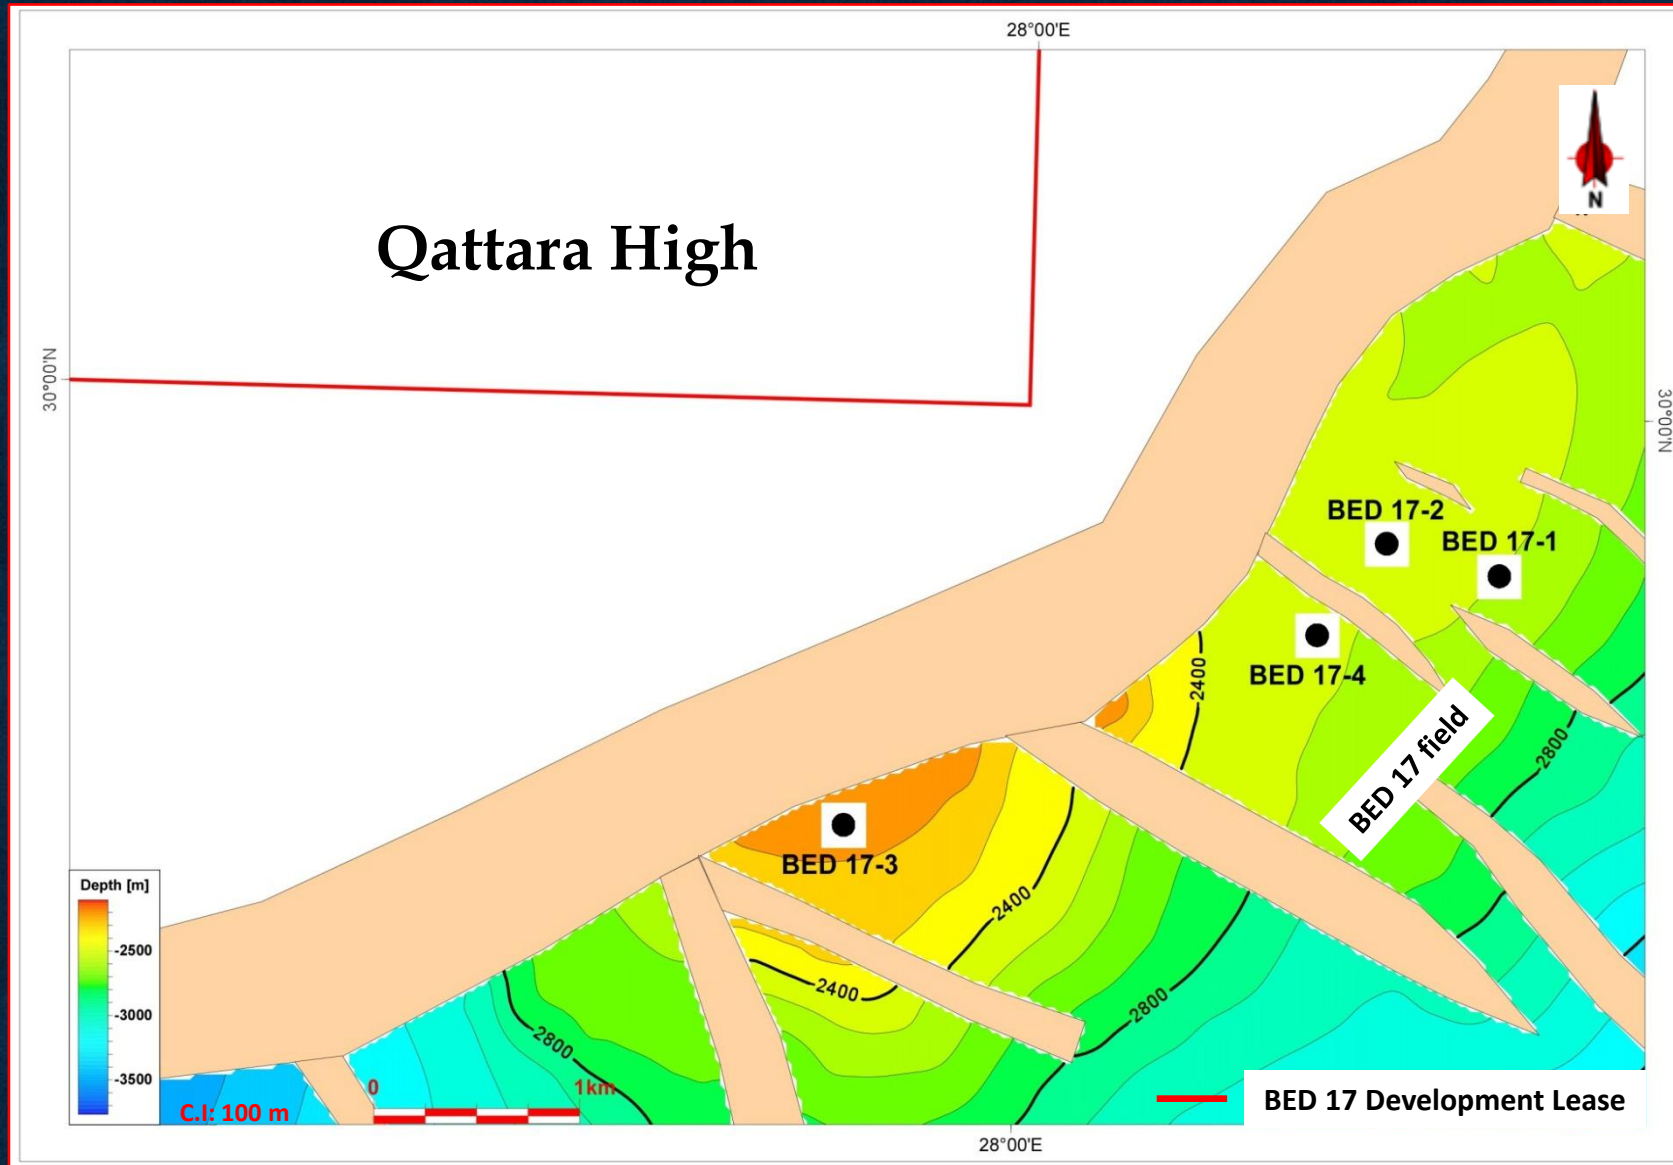 28°00'E
N
Qattara High
30°00'N
30°00'N
BED 17-2
BED 17-1
BED 17-4
2400
BED 17 field
2800
BED 17-3
2400
2400
2800
2800
Depth [m]
-2500
-3000
-3500
C.I: 100 m
0
1km
BED 17 Development Lease
28°00'E